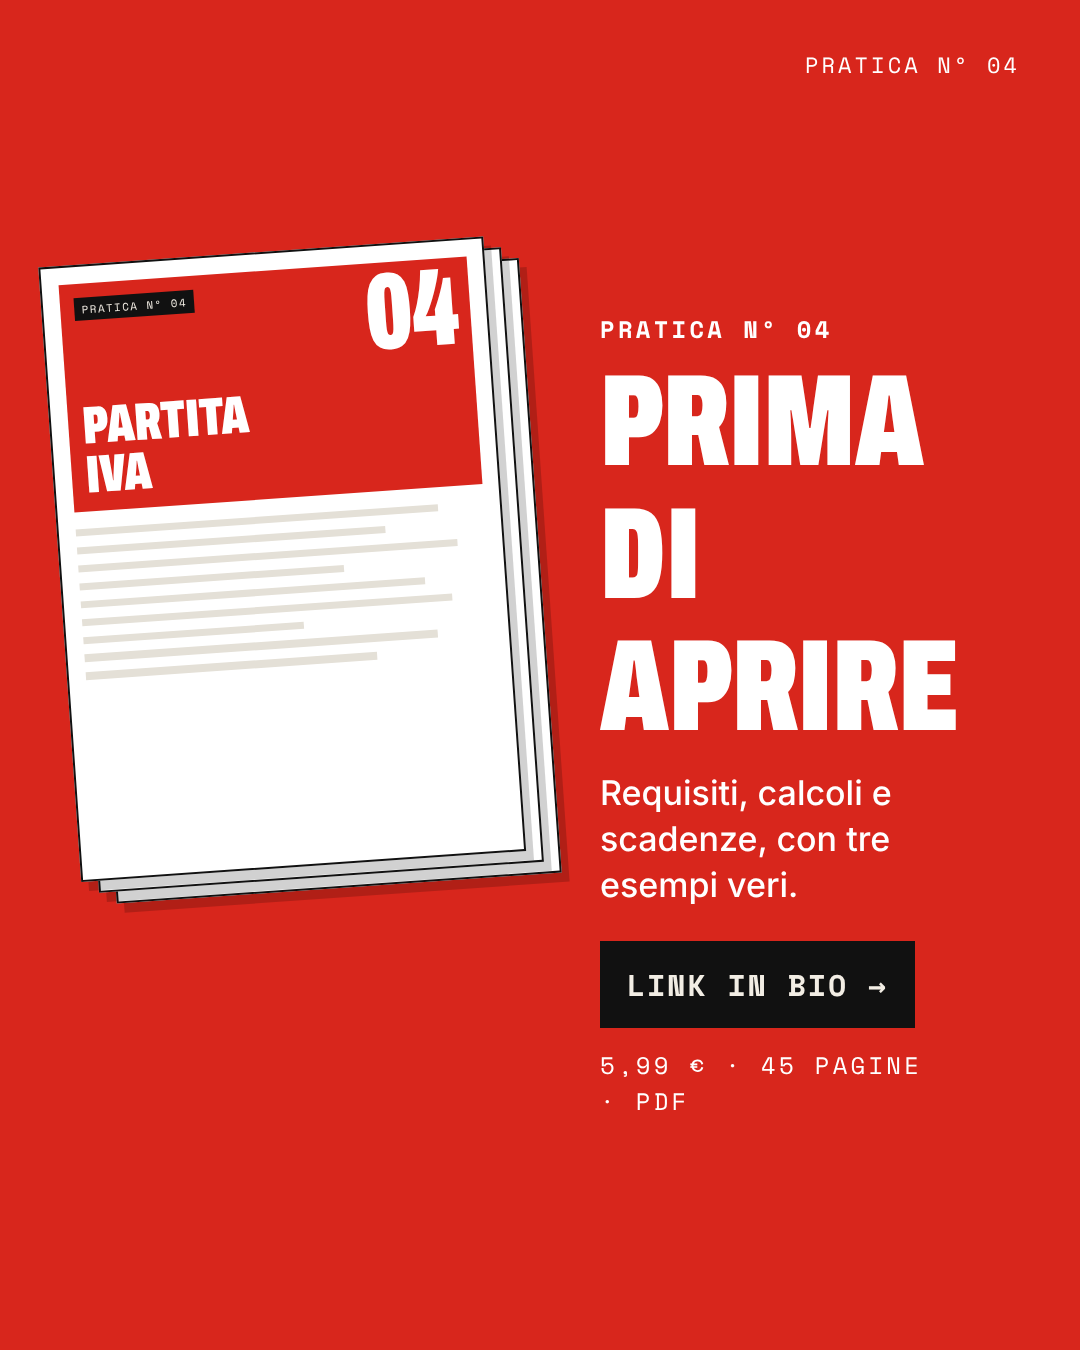 PRATICA N° 04
PRATICA N° 04
04
PARTITA
IVA
PRATICA N° 04
PRIMA
DI
APRIRE
Requisiti, calcoli e
scadenze, con tre
esempi veri.
LINK IN BIO →
5,99 € · 45 PAGINE
· PDF